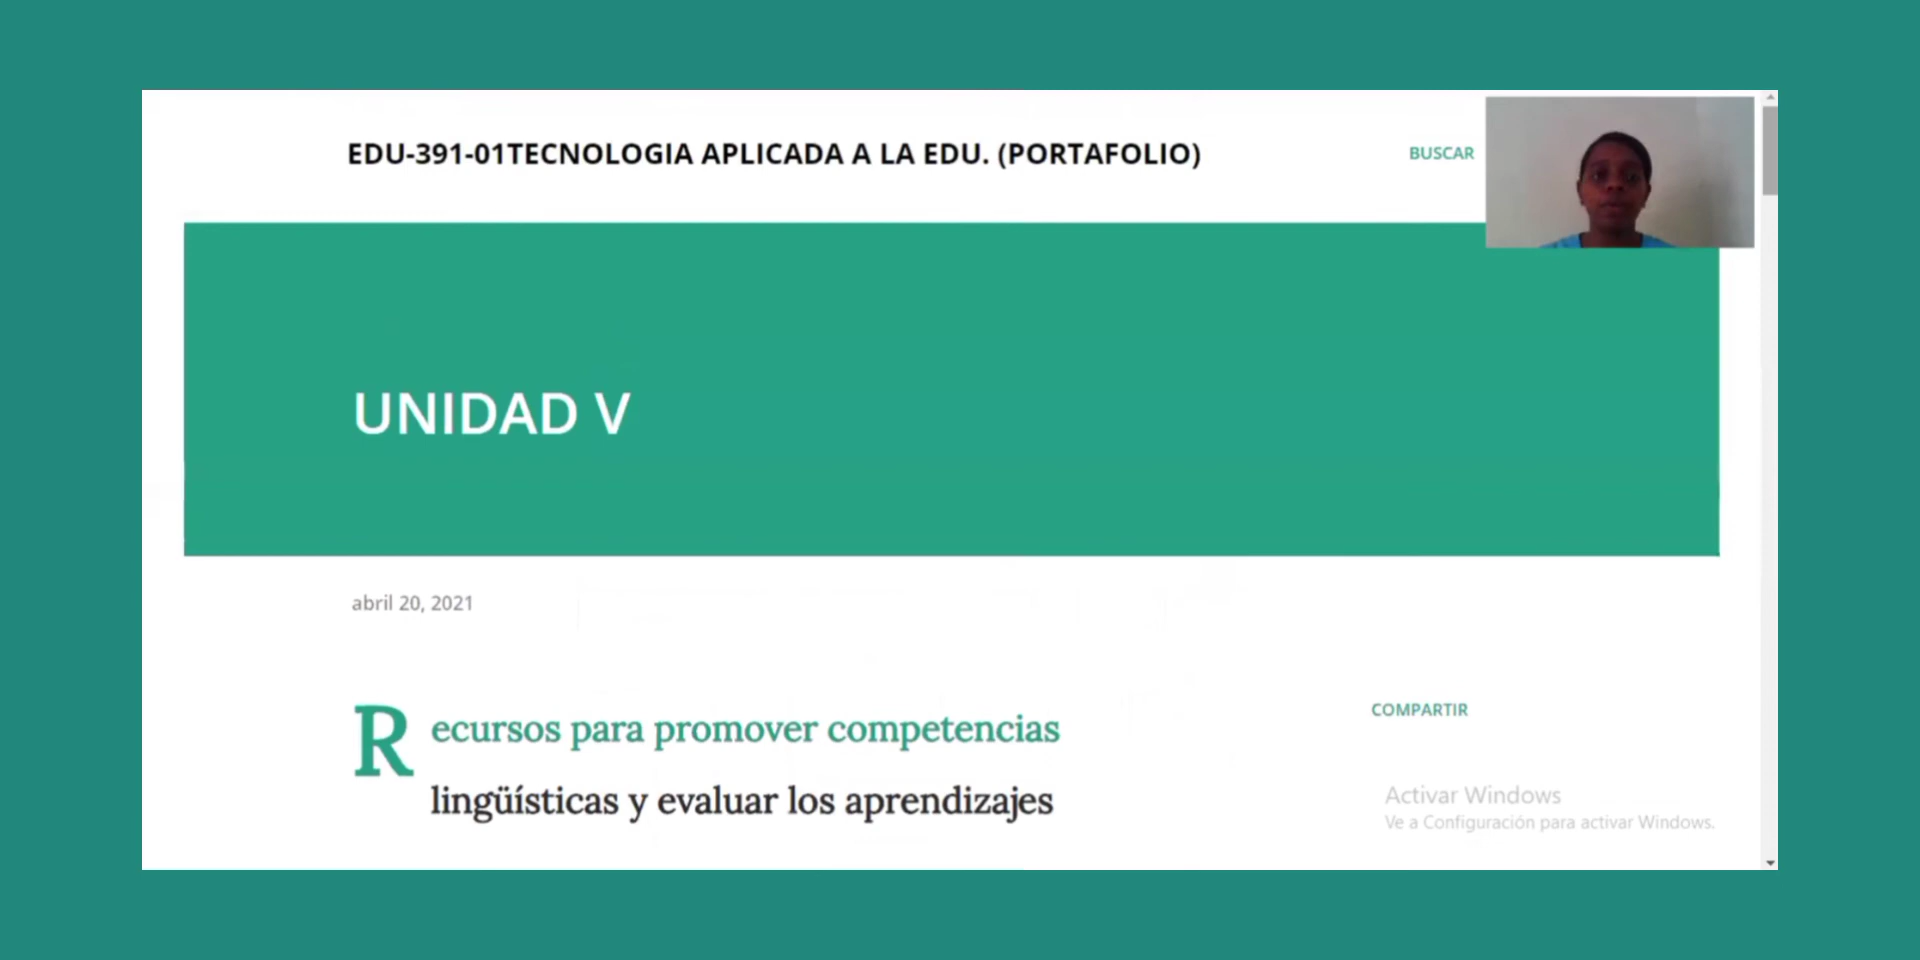 EDU-391-01TECNOLOGIA APLICADA A LA EDU. (PORTAFOLIO)
BUSCAR
UNIDAD V
abril 20, 2021
Recursos para promover competencias
lingüísticas y evaluar los aprendizajes
COMPARTIR
Activar Windows
Ve a Configuración para activar Windows.